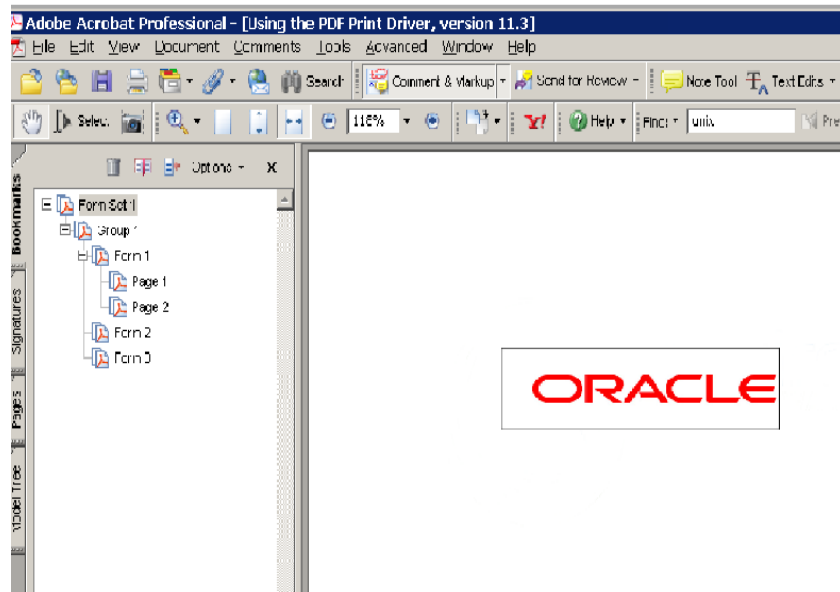 Adobe Acrobat Professional - [Using the PDF Print Driver, version 11.3]
File Edit View Document Comments Tools Advanced Window Help
Search Comment & Markup Send for Review Note Tool Text Edits
Select 116% Y! Help Find: unix
Options X
Bookmarks
Signatures
Pages
Model Tree
Form Set 1
Group 1
Form 1
Page 1
Page 2
Form 2
Form 3
ORACLE